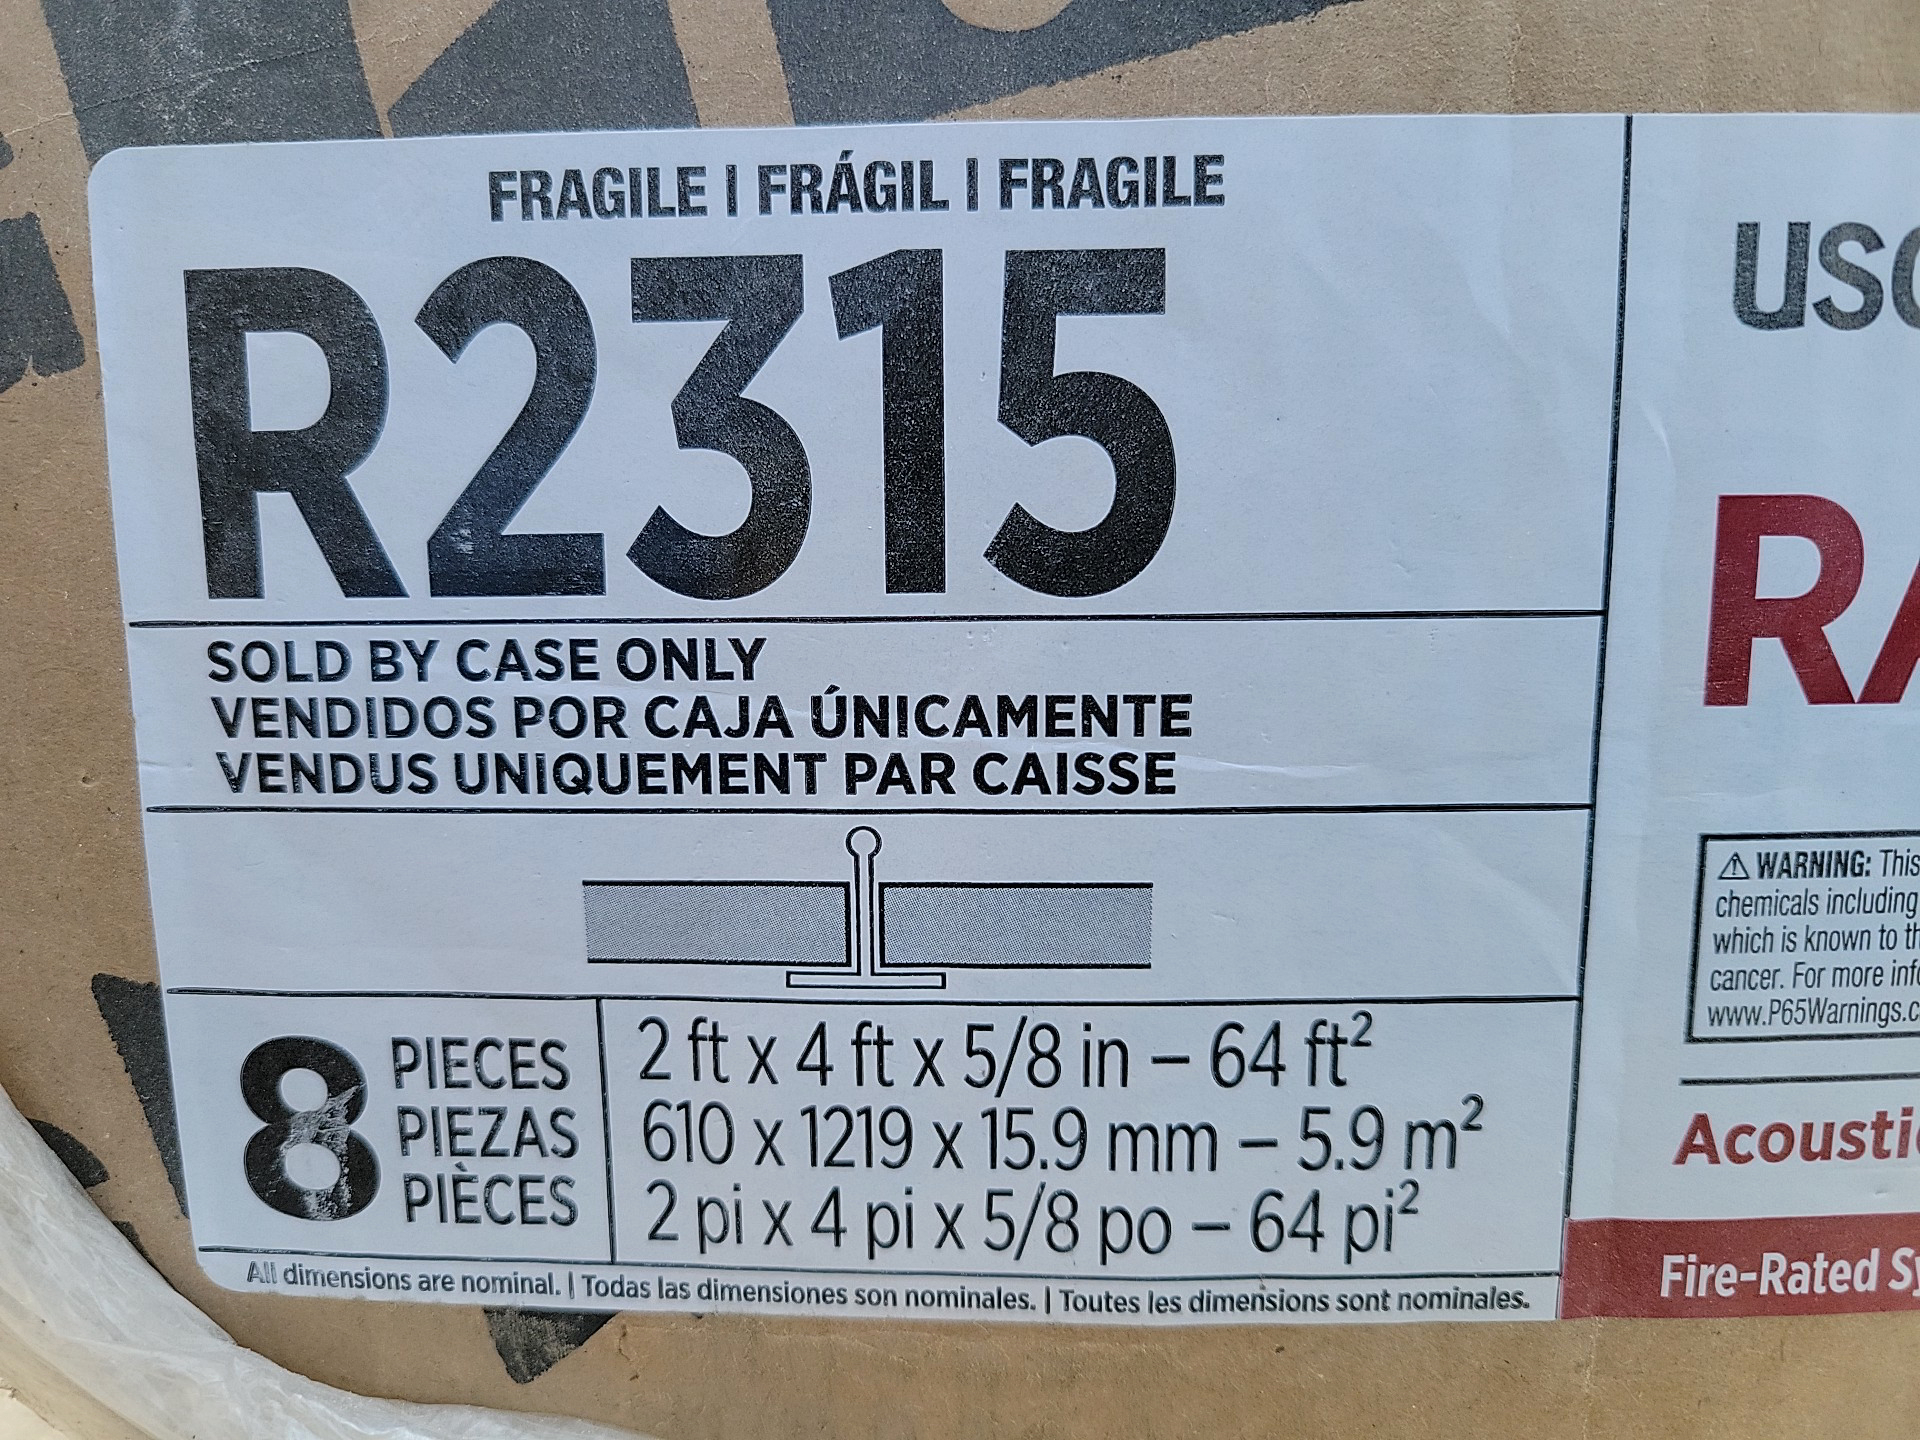 FRAGILE | FRÁGIL | FRAGILE
R2315
SOLD BY CASE ONLY
VENDIDOS POR CAJA ÚNICAMENTE
VENDUS UNIQUEMENT PAR CAISSE
8
PIECES
PIEZAS
PIÈCES
2 ft x 4 ft x 5/8 in – 64 ft²
610 x 1219 x 15.9 mm – 5.9 m²
2 pi x 4 pi x 5/8 po – 64 pi²
All dimensions are nominal. | Todas las dimensiones son nominales. | Toutes les dimensions sont nominales.
⚠ WARNING: This
chemicals including
which is known to
cancer. For more
Fire-Rated